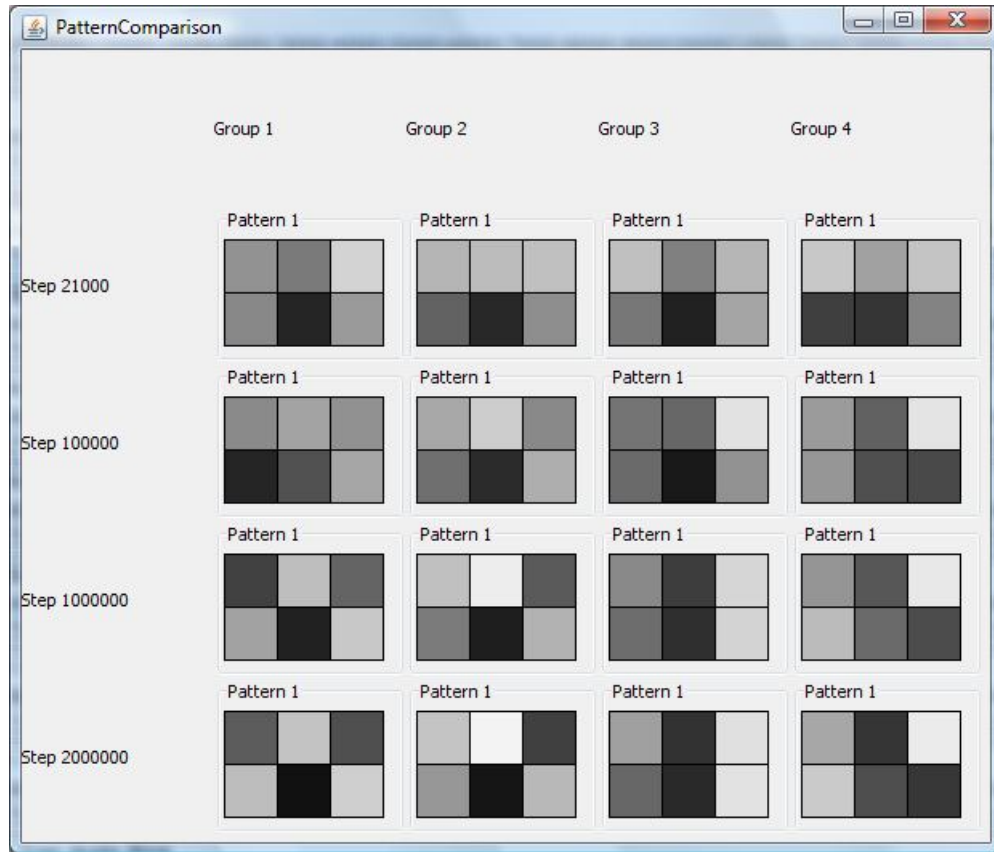 PatternComparison
Group 1 Group 2 Group 3 Group 4
Pattern 1 Pattern 1 Pattern 1 Pattern 1
Step 21000
Pattern 1 Pattern 1 Pattern 1 Pattern 1
Step 100000
Pattern 1 Pattern 1 Pattern 1 Pattern 1
Step 1000000
Pattern 1 Pattern 1 Pattern 1 Pattern 1
Step 2000000